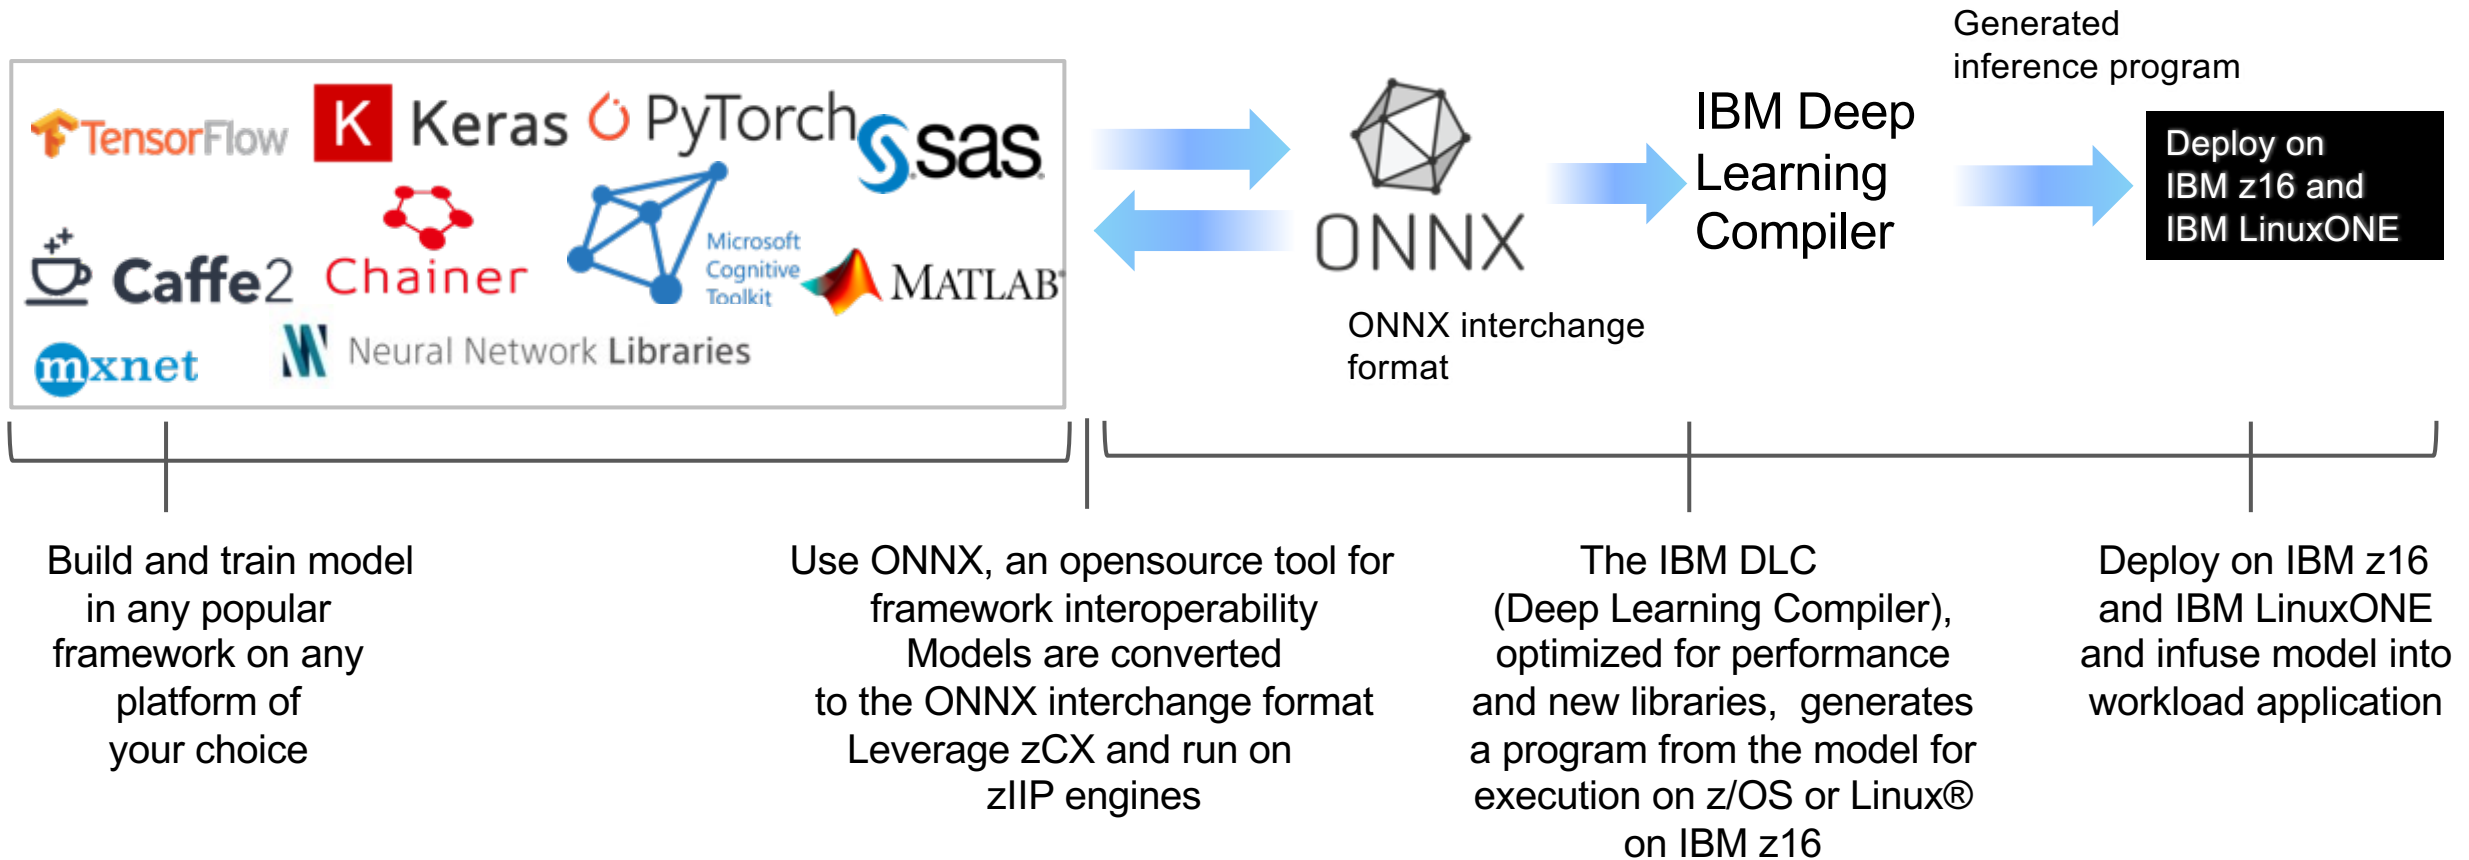 Generated
inference program
TensorFlow
K Keras
PyTorch
sas
Caffe2
Chainer
Microsoft
Cognitive
Toolkit
MATLAB
mxnet
Neural Network Libraries
ONNX
ONNX interchange
format
IBM Deep
Learning
Compiler
Deploy on
IBM z16 and
IBM LinuxONE
Build and train model
in any popular
framework on any
platform of
your choice
Use ONNX, an opensource tool for
framework interoperability
Models are converted
to the ONNX interchange format
Leverage zCX and run on
zIIP engines
The IBM DLC
(Deep Learning Compiler),
optimized for performance
and new libraries,  generates
a program from the model for
execution on z/OS or Linux®
on IBM z16
Deploy on IBM z16
and IBM LinuxONE
and infuse model into
workload application